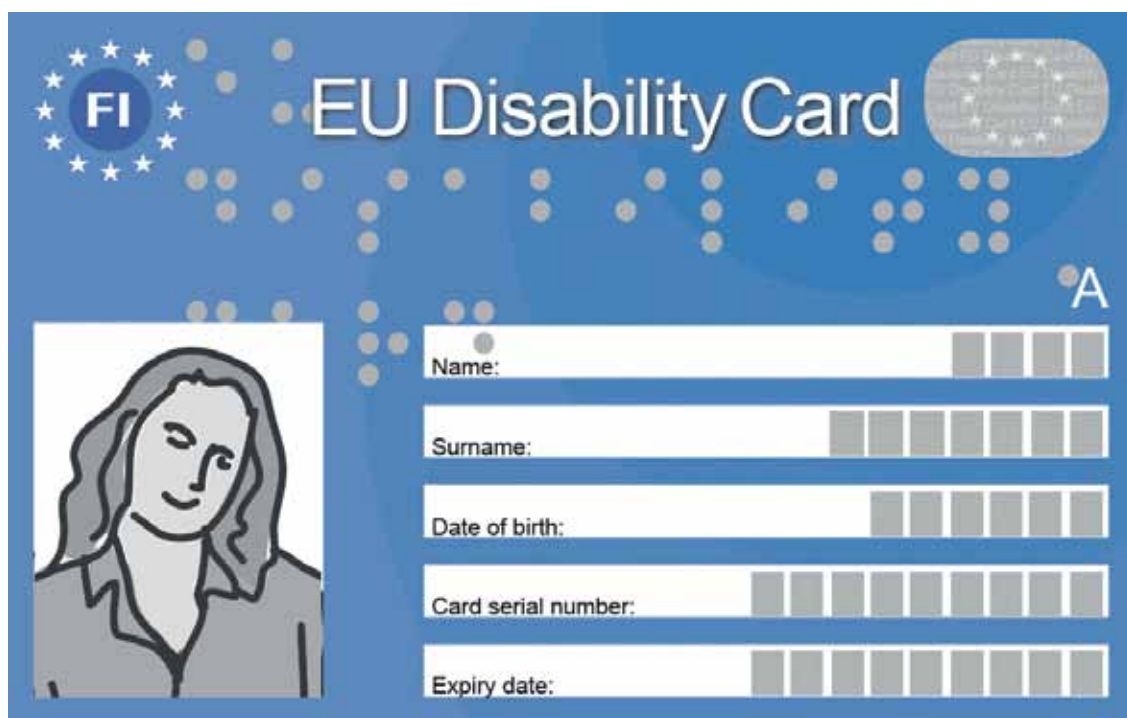 FI
EU Disability Card
A
Name:
Surname:
Date of birth:
Card serial number:
Expiry date: